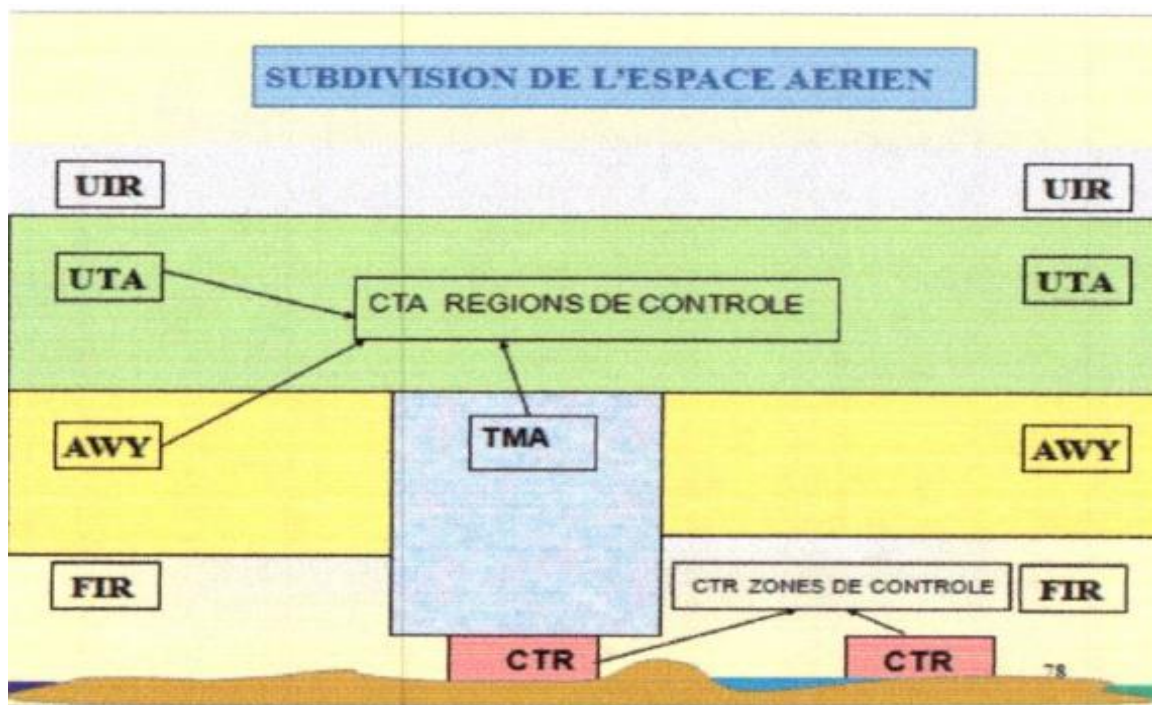 SUBDIVISION DE L'ESPACE AERIEN
UIR
UIR
UTA
UTA
CTA REGIONS DE CONTROLE
AWY
TMA
AWY
FIR
CTR ZONES DE CONTROLE
FIR
CTR
CTR
78